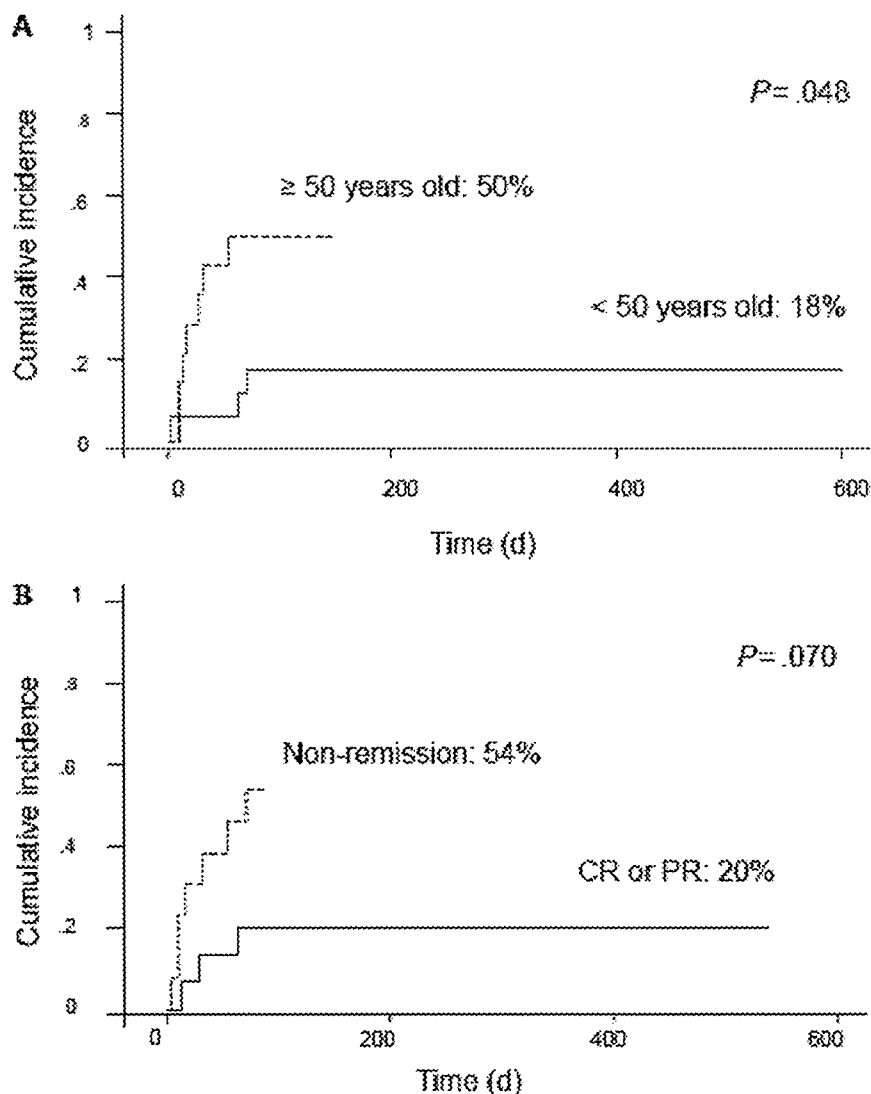 A
1
.8
.6
.4
.2
0
Cumulative incidence
P= .048
≥ 50 years old: 50%
< 50 years old: 18%
0 200 400 600
Time (d)
B
1
.8
.6
.4
.2
0
Cumulative incidence
P= .070
Non-remission: 54%
CR or PR: 20%
0 200 400 600
Time (d)